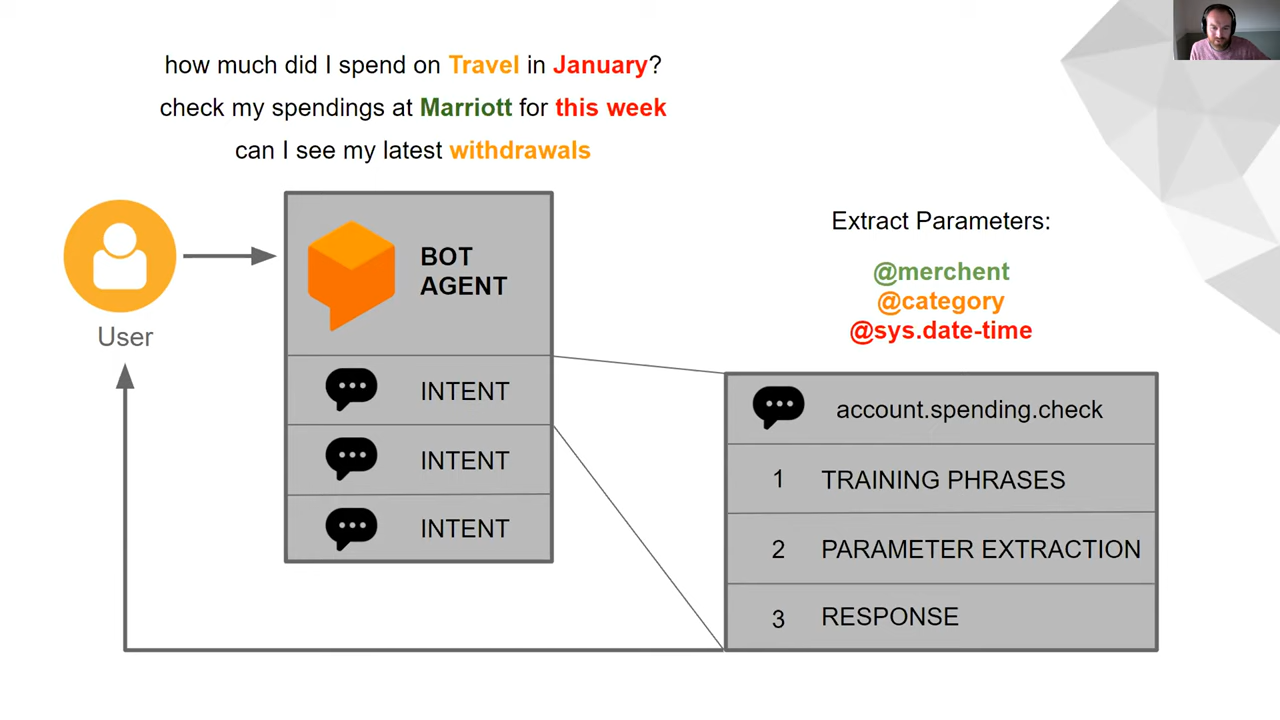 how much did I spend on Travel in January?
check my spendings at Marriott for this week
can I see my latest withdrawals
User
BOT
AGENT
INTENT
INTENT
INTENT
Extract Parameters:
@merchent
@category
@sys.date-time
account.spending.check
1 TRAINING PHRASES
2 PARAMETER EXTRACTION
3 RESPONSE